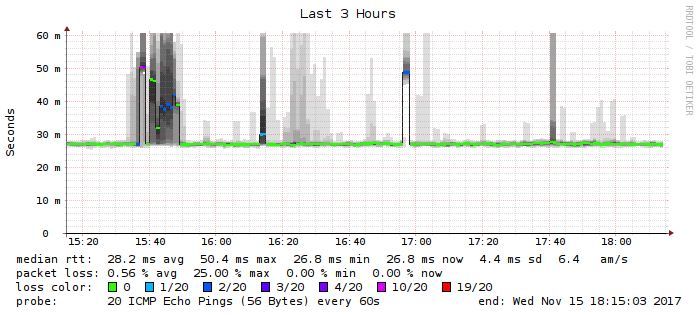 Last 3 Hours
RRDTOOL / TOBI OETIKER
Seconds
60 m
50 m
40 m
30 m
20 m
10 m
0
15:20 15:40 16:00 16:20 16:40 17:00 17:20 17:40 18:00
median rtt: 28.2 ms avg 50.4 ms max 26.8 ms min 26.8 ms now 4.4 ms sd 6.4 am/s
packet loss: 0.56 % avg 25.00 % max 0.00 % min 0.00 % now
loss color: 0 1/20 2/20 3/20 4/20 10/20 19/20
probe: 20 ICMP Echo Pings (56 Bytes) every 60s end: Wed Nov 15 18:15:03 2017